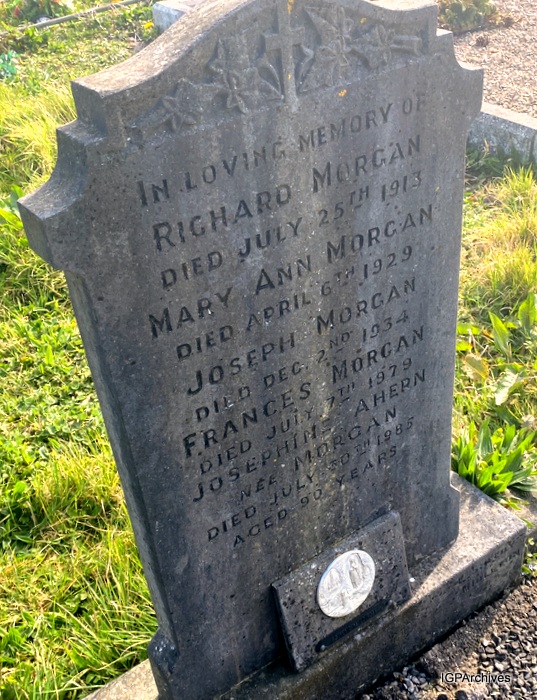 IN LOVING MEMORY OF
RICHARD MORGAN
DIED JULY 25TH 1913
MARY ANN MORGAN
DIED APRIL 6TH 1929
JOSEPH MORGAN
DIED DEC. 2ND 1934
FRANCES MORGAN
DIED JULY 7TH 1979
JOSEPHINE AHERN
NÉE MORGAN
DIED JULY 30TH 1985
AGED 90 YEARS
IGPArchives